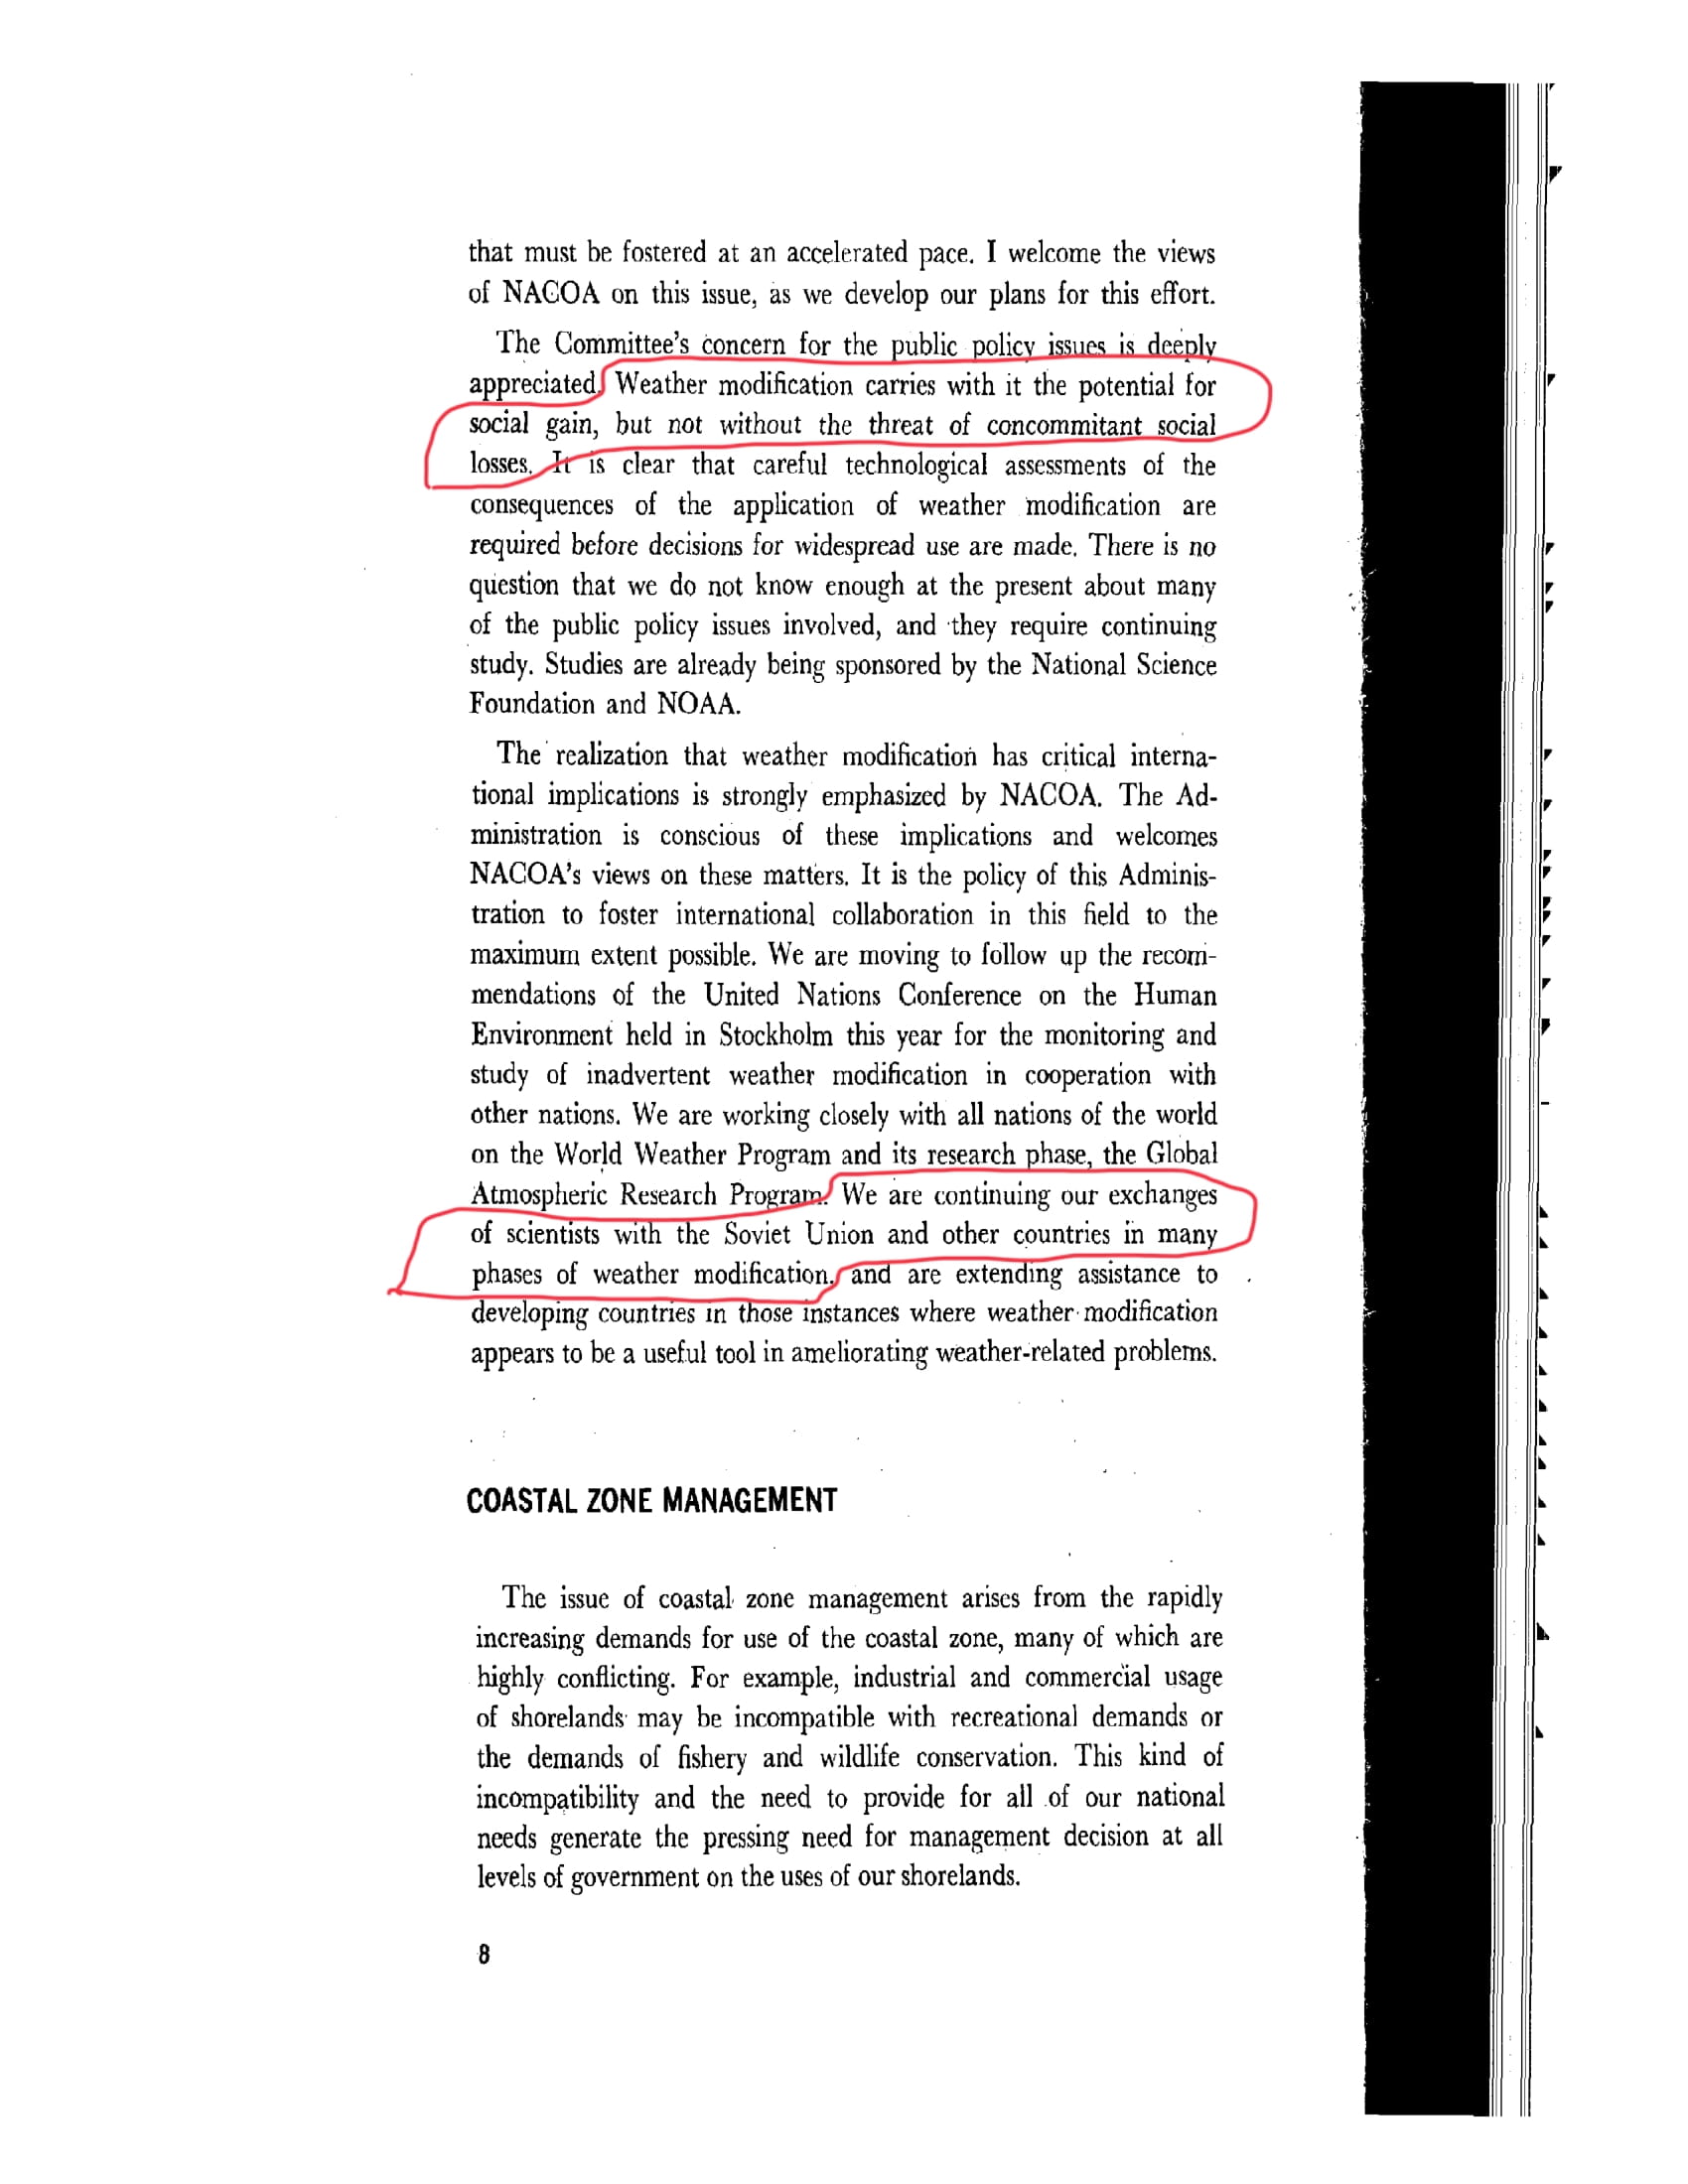 that must be fostered at an accelerated pace. I welcome the views
of NACOA on this issue, as we develop our plans for this effort.
The Committee's concern for the public policy issues is deeply
appreciated. Weather modification carries with it the potential for
social gain, but not without the threat of concommitant social
losses. It is clear that careful technological assessments of the
consequences of the application of weather modification are
required before decisions for widespread use are made. There is no
question that we do not know enough at the present about many
of the public policy issues involved, and they require continuing
study. Studies are already being sponsored by the National Science
Foundation and NOAA.
The realization that weather modification has critical interna-
tional implications is strongly emphasized by NACOA. The Ad-
ministration is conscious of these implications and welcomes
NACOA's views on these matters. It is the policy of this Adminis-
tration to foster international collaboration in this field to the
maximum extent possible. We are moving to follow up the recom-
mendations of the United Nations Conference on the Human
Environment held in Stockholm this year for the monitoring and
study of inadvertent weather modification in cooperation with
other nations. We are working closely with all nations of the world
on the World Weather Program and its research phase, the Global
Atmospheric Research Program. We are continuing our exchanges
of scientists with the Soviet Union and other countries in many
phases of weather modification, and are extending assistance to
developing countries in those instances where weather modification
appears to be a useful tool in ameliorating weather-related problems.
COASTAL ZONE MANAGEMENT
The issue of coastal zone management arises from the rapidly
increasing demands for use of the coastal zone, many of which are
highly conflicting. For example, industrial and commercial usage
of shorelands may be incompatible with recreational demands or
the demands of fishery and wildlife conservation. This kind of
incompatibility and the need to provide for all of our national
needs generate the pressing need for management decision at all
levels of government on the uses of our shorelands.
8